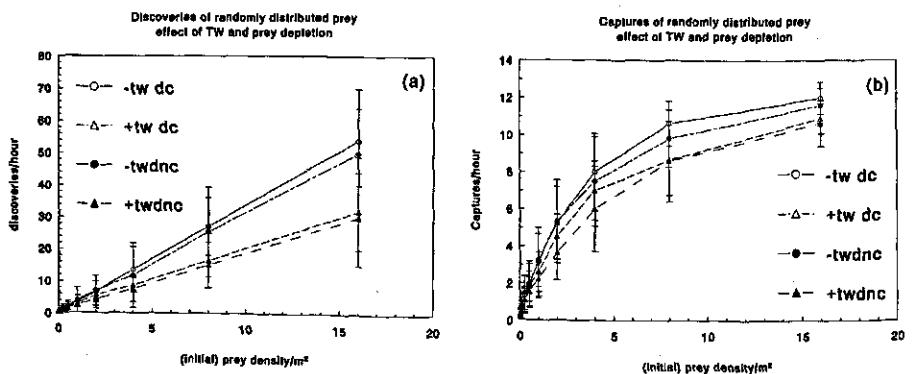 Discoveries of randomly distributed prey
effect of TW and prey depletion
(a)
80
70
60
50
40
30
20
10
0
discoveries/hour
-tw dc
+tw dc
-twdnc
+twdnc
0 5 10 15 20
(initial) prey density/m²
Captures of randomly distributed prey
effect of TW and prey depletion
(b)
14
12
10
8
6
4
2
0
Captures/hour
-tw dc
+tw dc
-twdnc
+twdnc
0 5 10 15 20
(initial) prey density/m²